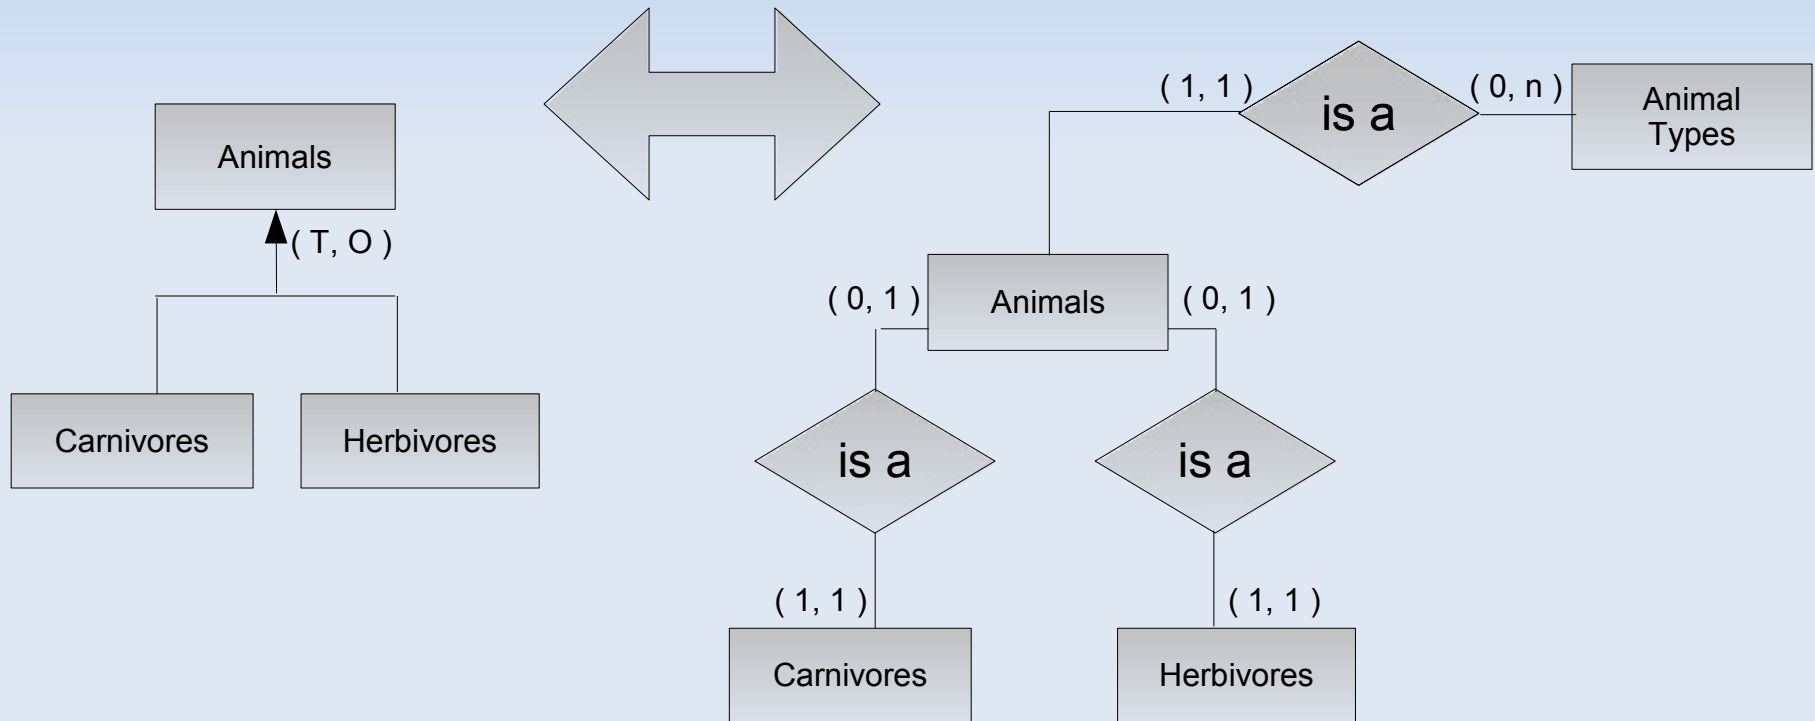 Animals
( T, O )
Carnivores
Herbivores
( 1, 1 )
is a
( 0, n )
Animal
Types
( 0, 1 )
Animals
( 0, 1 )
is a
is a
( 1, 1 )
( 1, 1 )
Carnivores
Herbivores